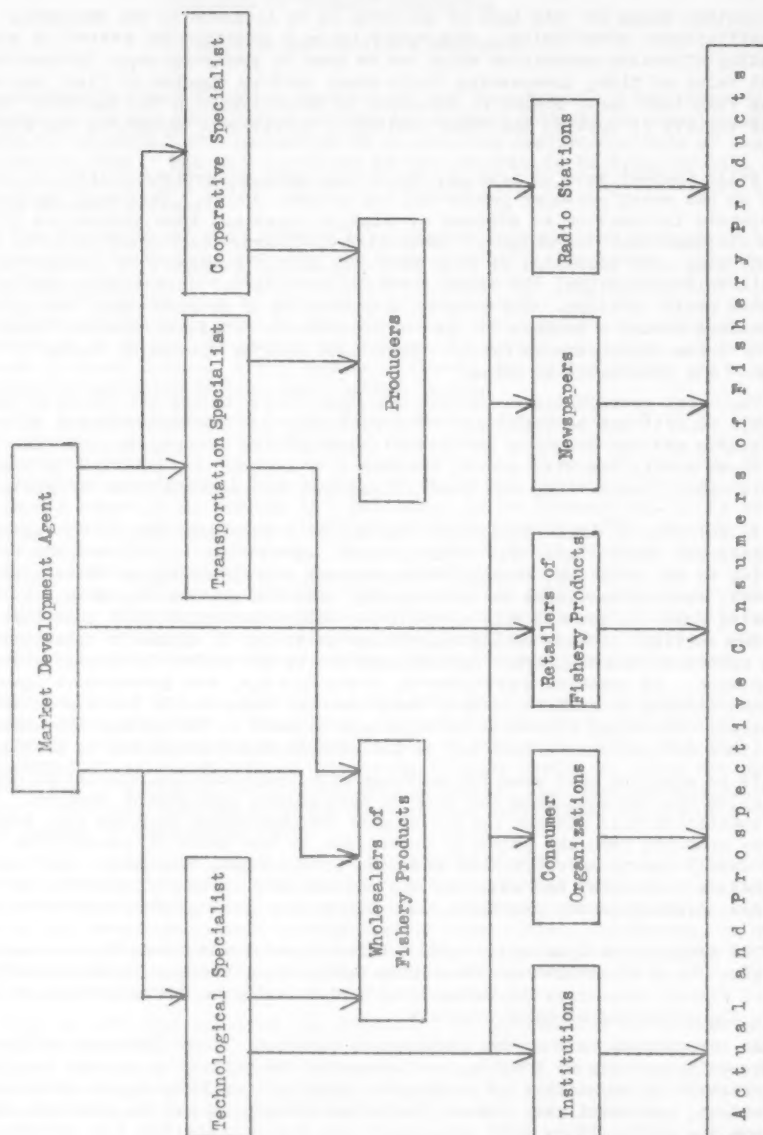 Market Development Agent
Technological Specialist
Transportation Specialist
Cooperative Specialist
Wholesalers of
Fishery Products
Producers
Institutions
Consumer
Organizations
Retailers of
Fishery Products
Newspapers
Radio Stations
Actual and Prospective Consumers of Fishery Products